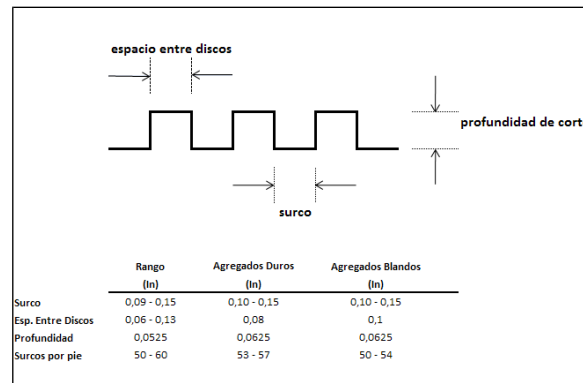 espacio entre discos
profundidad de cort
surco
Rango Agregados Duros Agregados Blandos
(In) (In) (In)
Surco 0,09 - 0,15 0,10 - 0,15 0,10 - 0,15
Esp. Entre Discos 0,06 - 0,13 0,08 0,1
Profundidad 0,0525 0,0625 0,0625
Surcos por pie 50 - 60 53 - 57 50 - 54